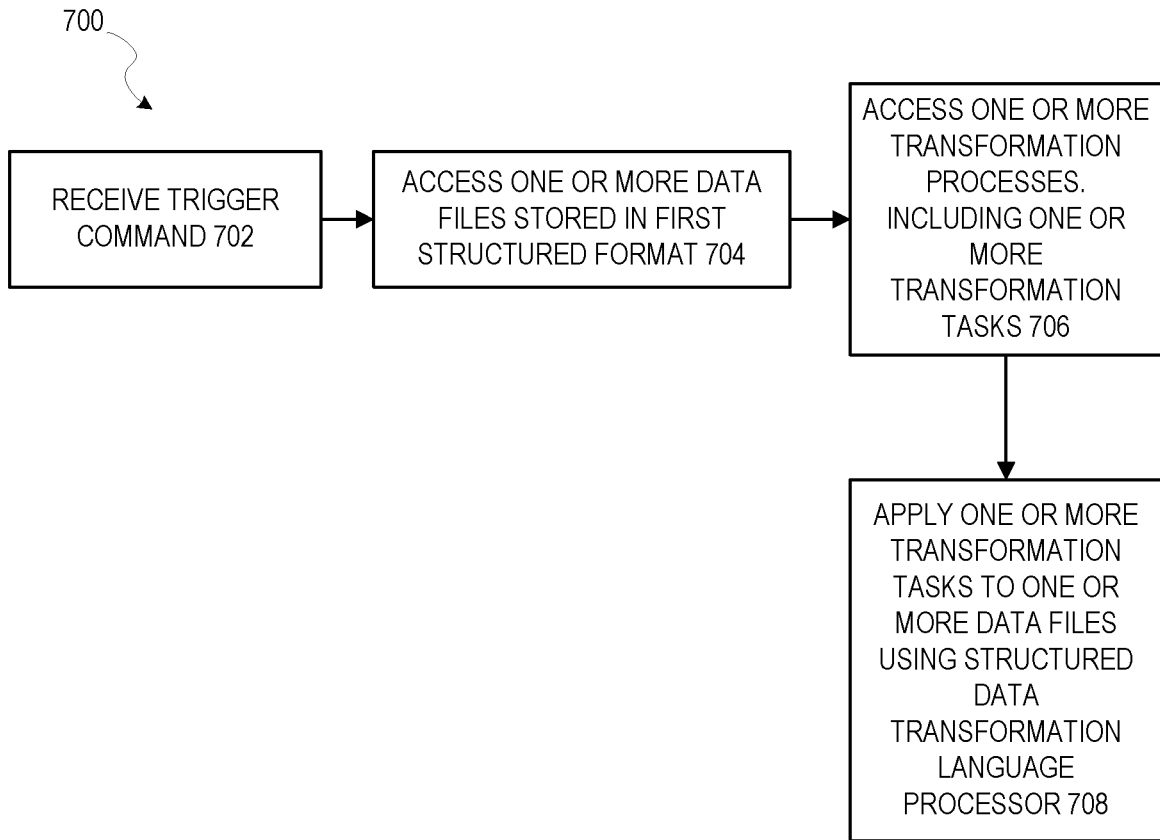 700
RECEIVE TRIGGER
COMMAND 702
ACCESS ONE OR MORE DATA
FILES STORED IN FIRST
STRUCTURED FORMAT 704
ACCESS ONE OR MORE
TRANSFORMATION
PROCESSES.
INCLUDING ONE OR
MORE
TRANSFORMATION
TASKS 706
APPLY ONE OR MORE
TRANSFORMATION
TASKS TO ONE OR
MORE DATA FILES
USING STRUCTURED
DATA
TRANSFORMATION
LANGUAGE
PROCESSOR 708